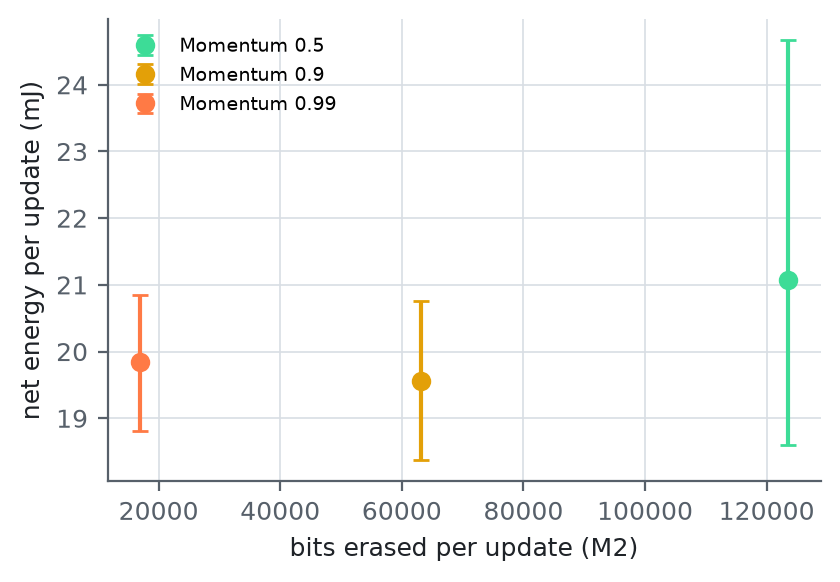 Momentum 0.5
Momentum 0.9
Momentum 0.99
net energy per update (mJ)
24
23
22
21
20
19
20000 40000 60000 80000 100000 120000
bits erased per update (M2)